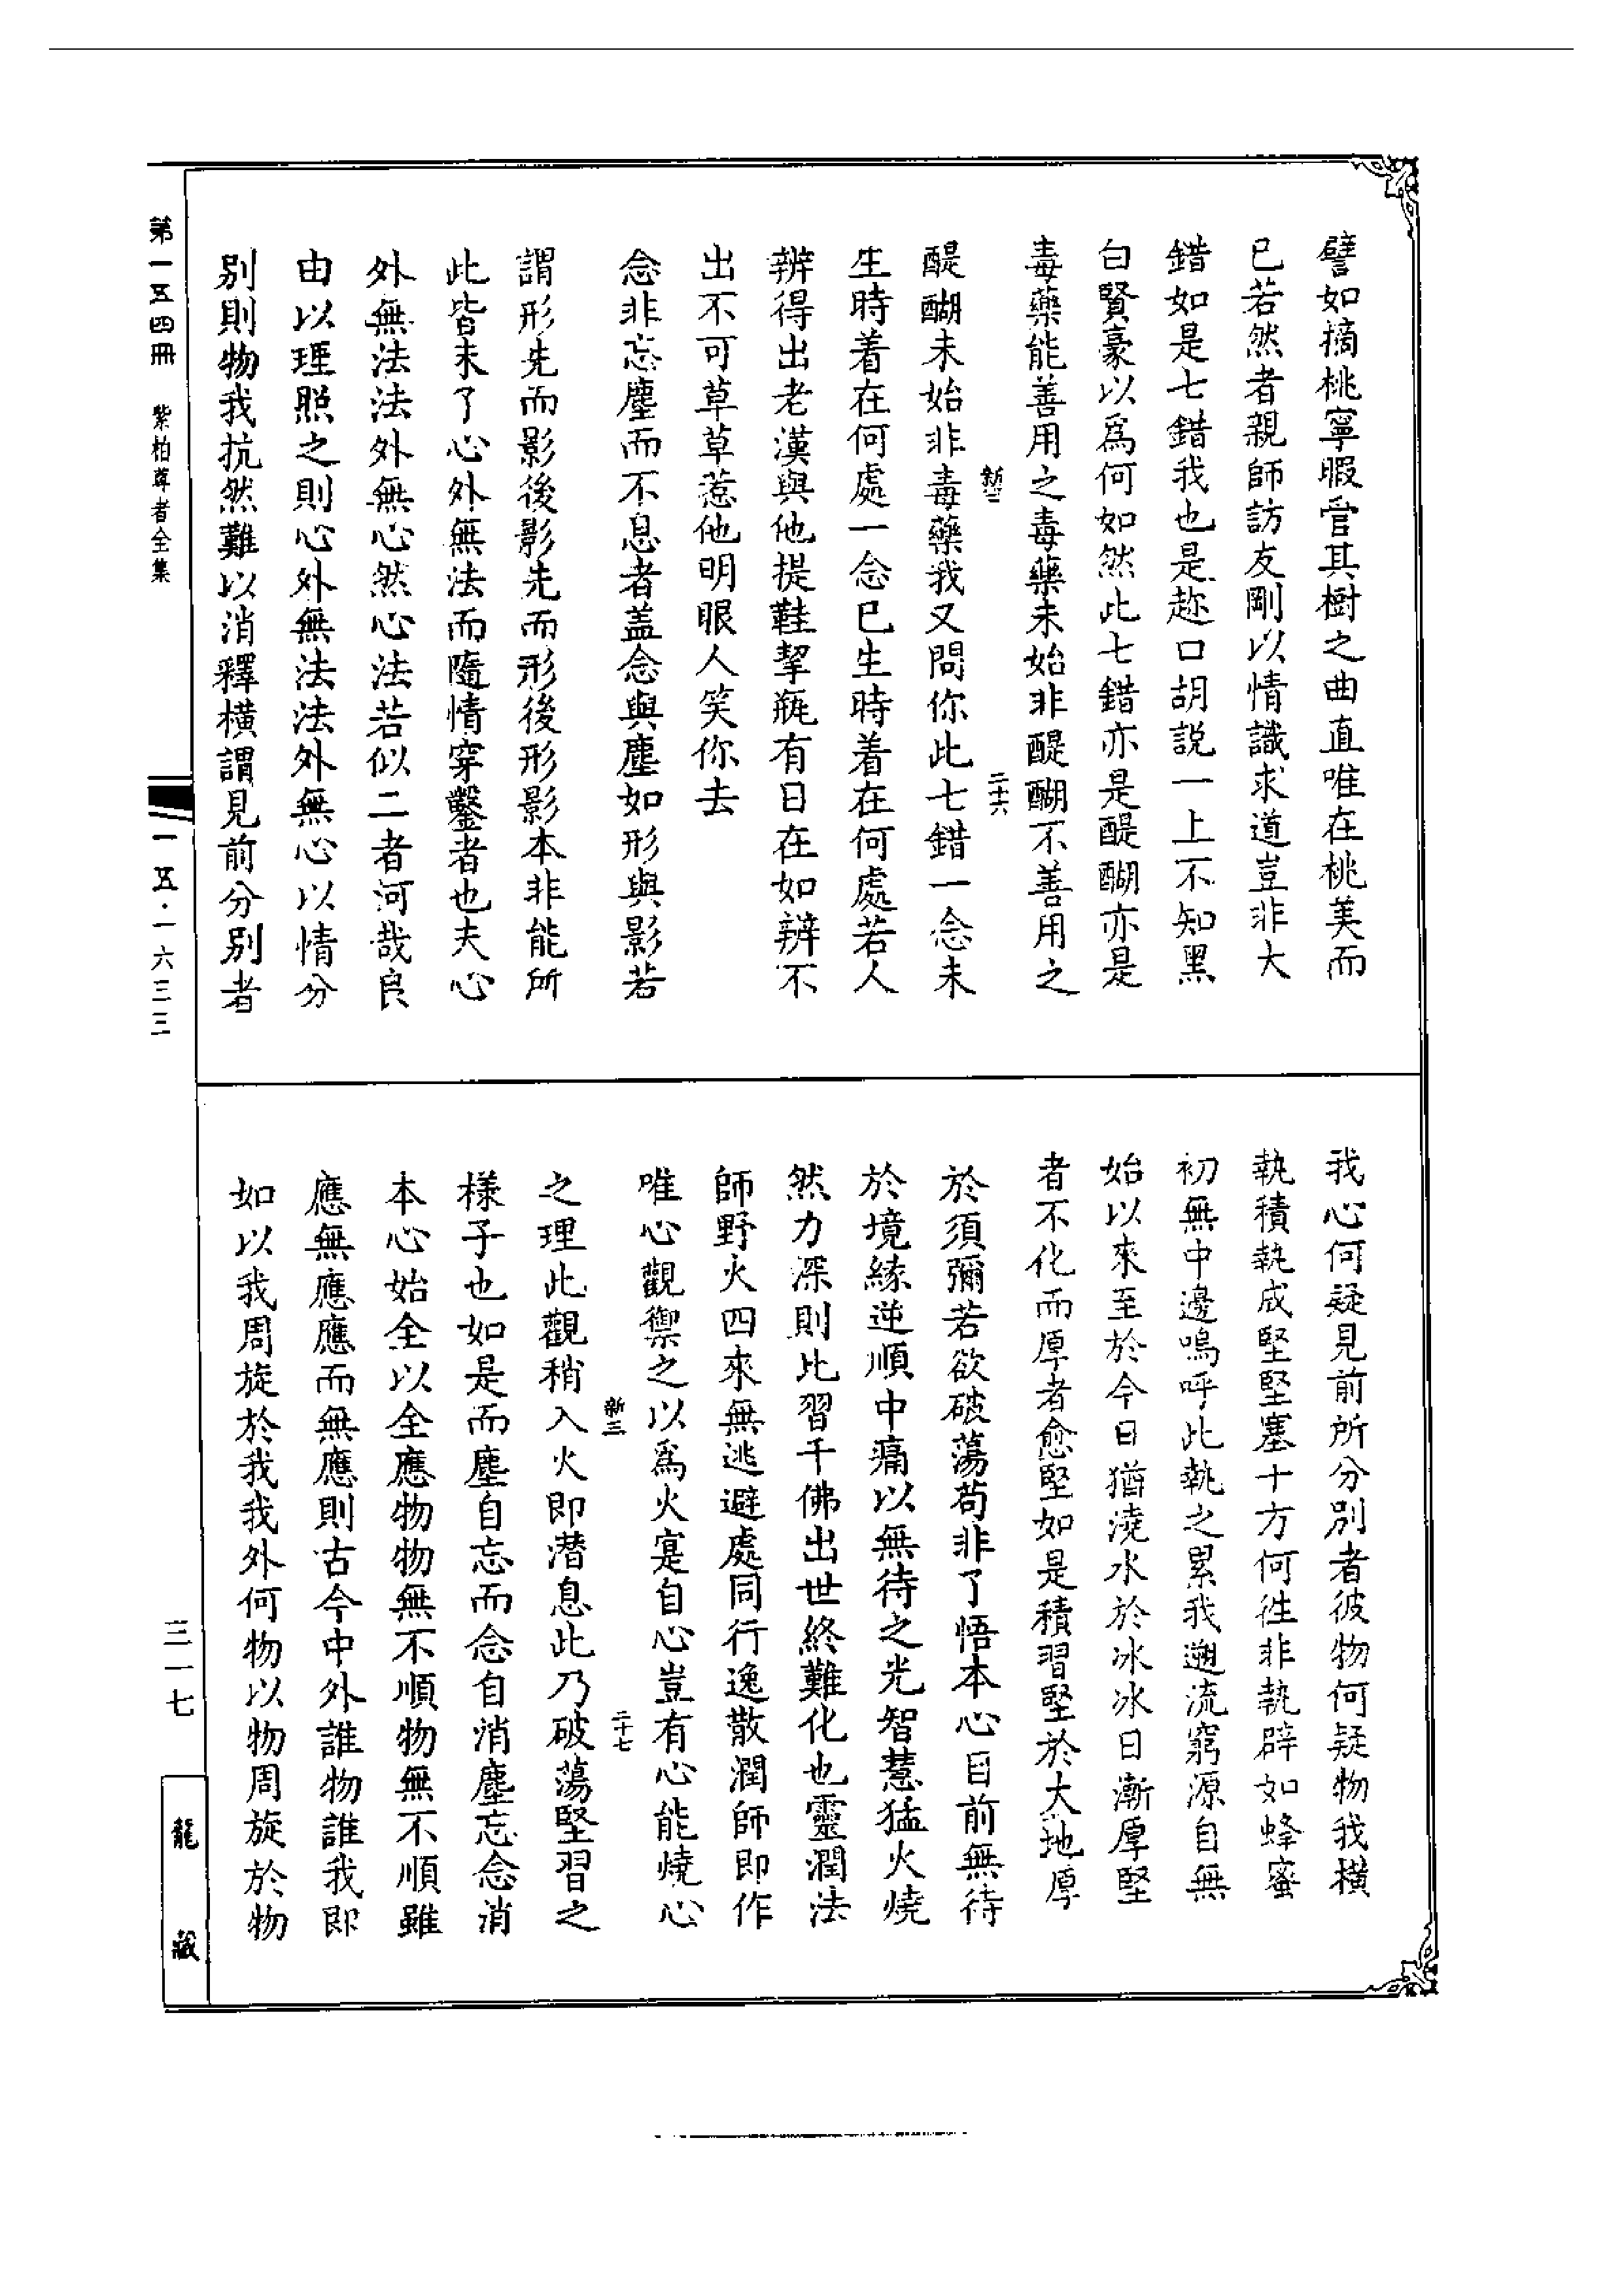 譬如摘桃寧暇管其樹之曲直唯在桃美而
已若然者親師訪友剛以情識求道豈非大
錯如是七錯我也是趂口胡説一上不知黑
白賢豪以為何如然此七錯亦是醍醐亦是
毒藥能善用之毒藥未始非醍醐不善用之
醍醐未始非毒藥我又問你此七錯一念未
新三
二十六
生時着在何處一念已生時着在何處若人
辨得出老漢與他提鞋挈瓶有日在如辨不
出不可草草惹他明眼人笑你去
念非忘塵而不息者盖念與塵如形與影若
謂形先而影後影先而形後形影本非能所
此皆未了心外無法而隨情穿鑿者也夫心
外無法法外無心然心法若似二者何哉良
由以理照之則心外無法法外無心以情分
別則物我抗然難以消釋橫謂見前分別者
我心何疑見前所分別者彼物何疑物我橫
執積執成堅堅塞十方何徃非執辟如蜂蜜
初無中邊嗚呼此執之累我遡流窮源自無
始以來至於今日猶澆水於冰冰日漸厚堅
者不化而厚者愈堅如是積習堅於大地厚
於須彌若欲破蕩苟非了悟本心目前無待
於境緣逆順中痛以無待之光智慧猛火燒
然力深則此習千佛出世終難化也靈潤法
師野火四來無逃避處同行逸散潤師即作
唯心觀禦之以為火寔自心豈有心能燒心
新三
二十七
之理此觀稍入火即潛息此乃破蕩堅習之
樣子也如是而塵自忘而念自消塵忘念消
本心始全以全應物物無不順物無不順雖
應無應應而無應則古今中外誰物誰我即
如以我周旋於我我外何物以物周旋於物
第一五四冊 紫柏尊者全集
一五·一六三三
三一七
龍藏